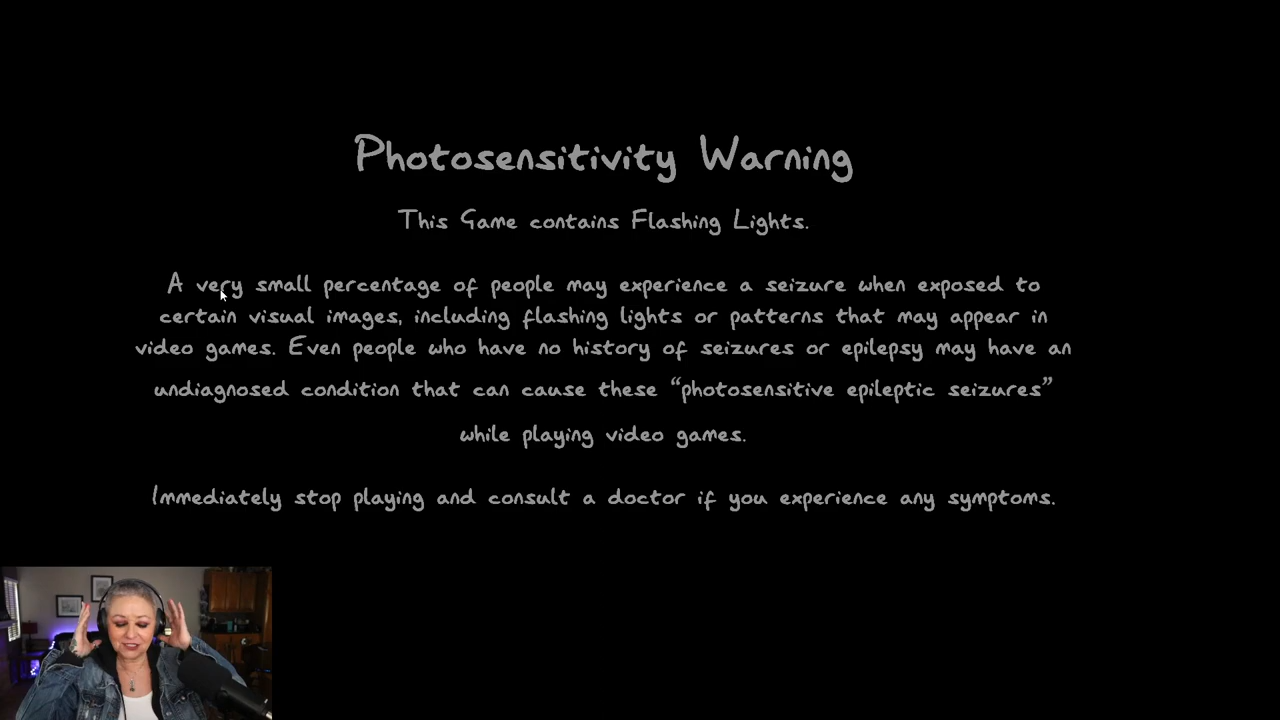 Photosensitivity Warning
This Game contains Flashing Lights.
A very small percentage of people may experience a seizure when exposed to
certain visual images, including flashing lights or patterns that may appear in
video games. Even people who have no history of seizures or epilepsy may have an
undiagnosed condition that can cause these “photosensitive epileptic seizures”
while playing video games.
Immediately stop playing and consult a doctor if you experience any symptoms.